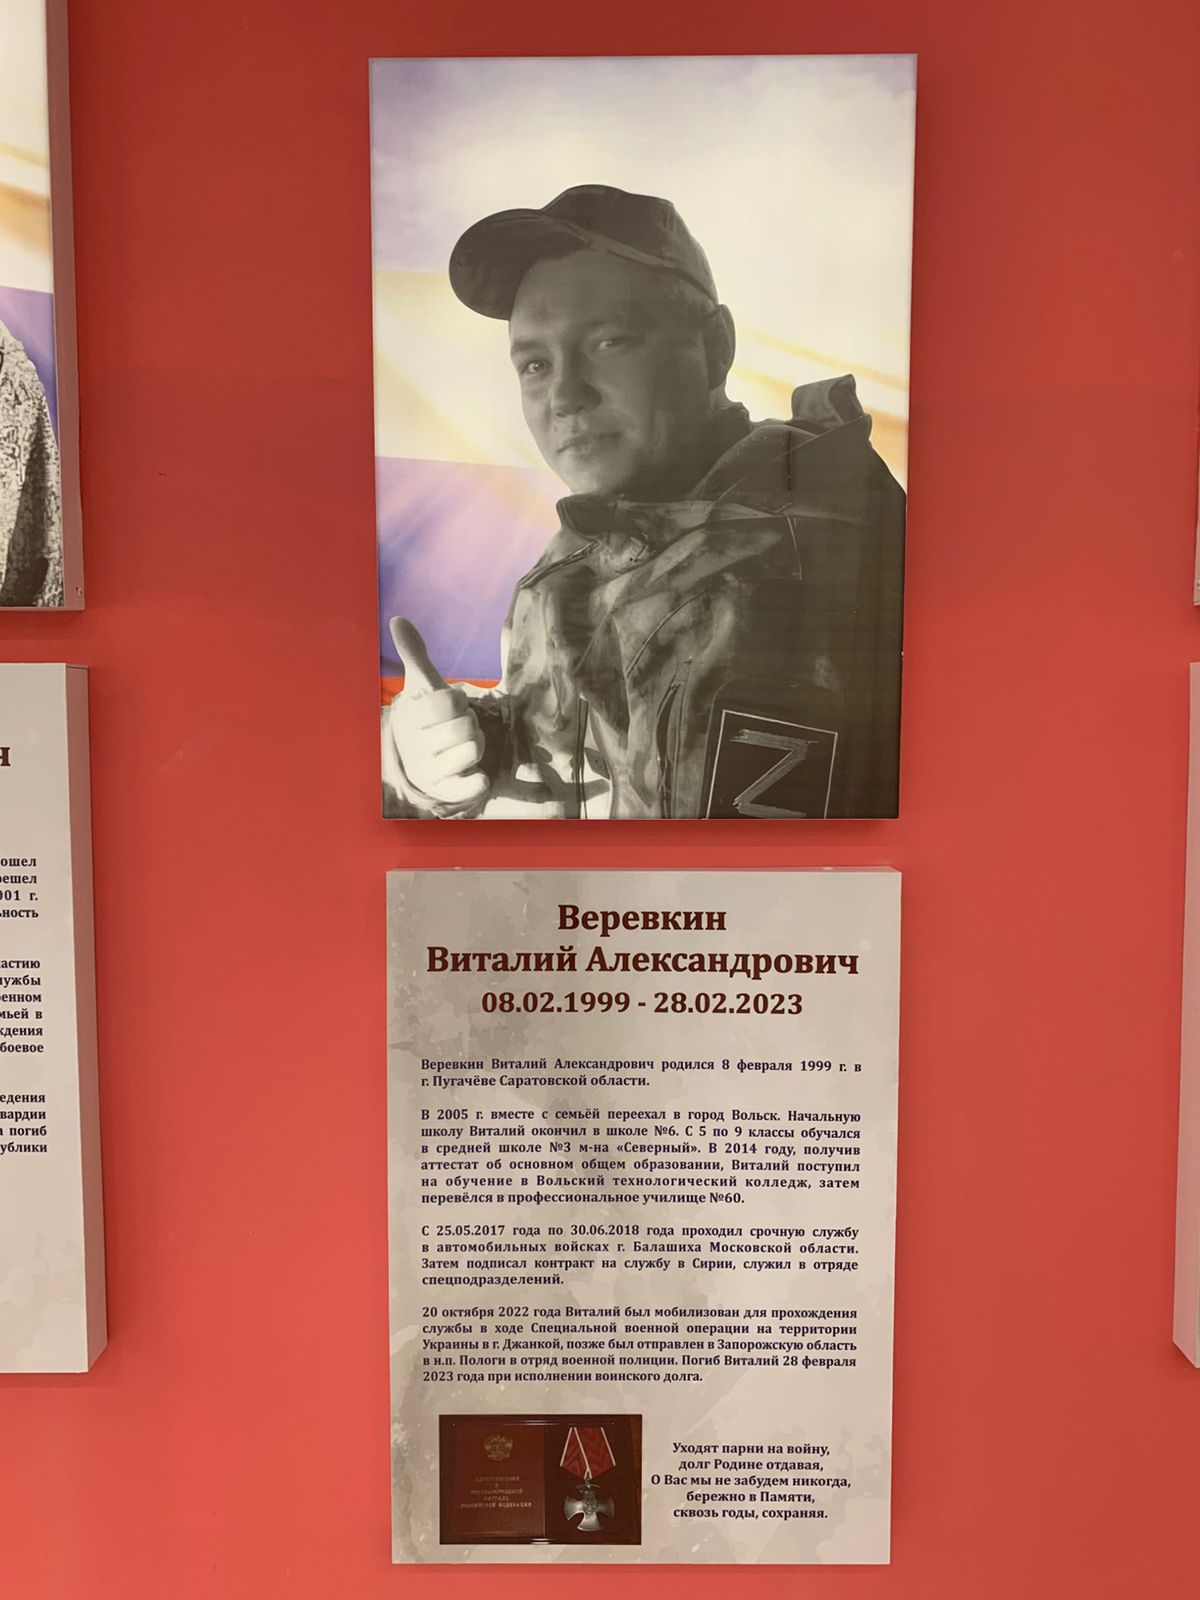 Веревкин
Виталий Александрович
08.02.1999 - 28.02.2023
Веревкин Виталий Александрович родился 8 февраля 1999 г. в
г. Пугачёве Саратовской области.
В 2005 г. вместе с семьёй переехал в город Вольск. Начальную
школу Виталий окончил в школе №6. С 5 по 9 классы обучался
в средней школе №3 м-на «Северный». В 2014 году, получив
аттестат об основном общем образовании, Виталий поступил
на обучение в Вольский технологический колледж, затем
перевёлся в профессиональное училище №60.
С 25.05.2017 года по 30.06.2018 года проходил срочную службу
в автомобильных войсках г. Балашиха Московской области.
Затем подписал контракт на службу в Сирии, служил в отряде
спецподразделений.
20 октября 2022 года Виталий был мобилизован для прохождения
службы в ходе Специальной военной операции на территории
Украины в г. Джанкой, позже был отправлен в Запорожскую область
в н.п. Пологи в отряд военной полиции. Погиб Виталий 28 февраля
2023 года при исполнении воинского долга.
Уходят парни на войну,
долг Родине отдавая,
О Вас мы не забудем никогда,
бережно в Памяти,
сквозь годы, сохраняя.
Z
001 г.
боевое
погиб